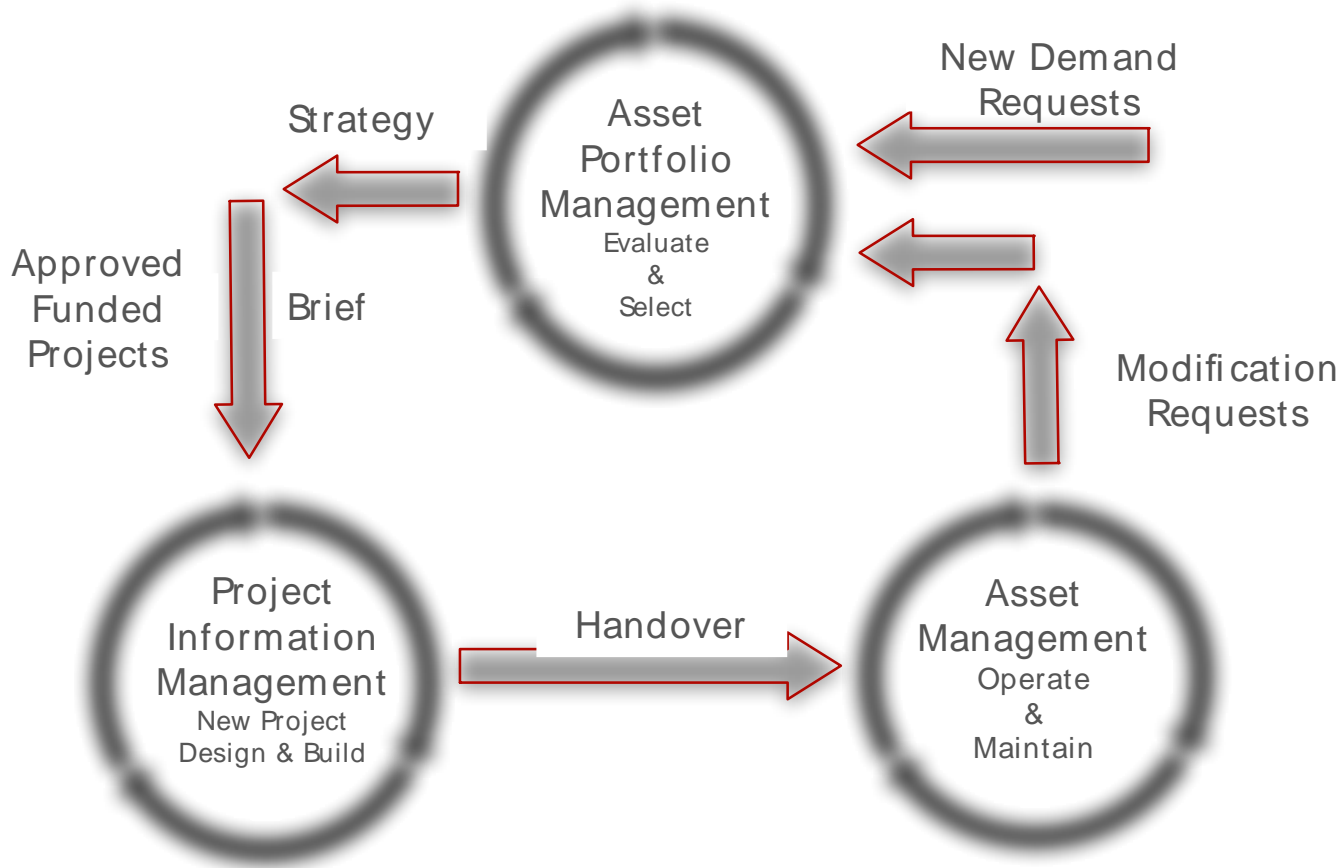 New Demand
Requests
Strategy
Asset
Portfolio
Management
Evaluate
&
Select
Approved
Funded
Projects
Brief
Modification
Requests
Project
Information
Management
New Project
Design & Build
Handover
Asset
Management
Operate
&
Maintain